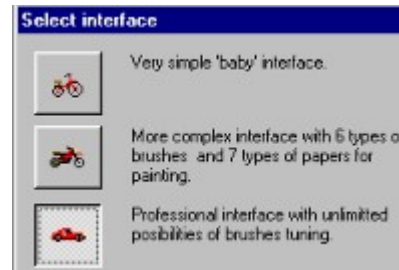 Select interface
Very simple 'baby' interface.
More complex interface with 6 types o
brushes and 7 types of papers for
painting.
Professional interface with unlimitted
posibilities of brushes tuning.